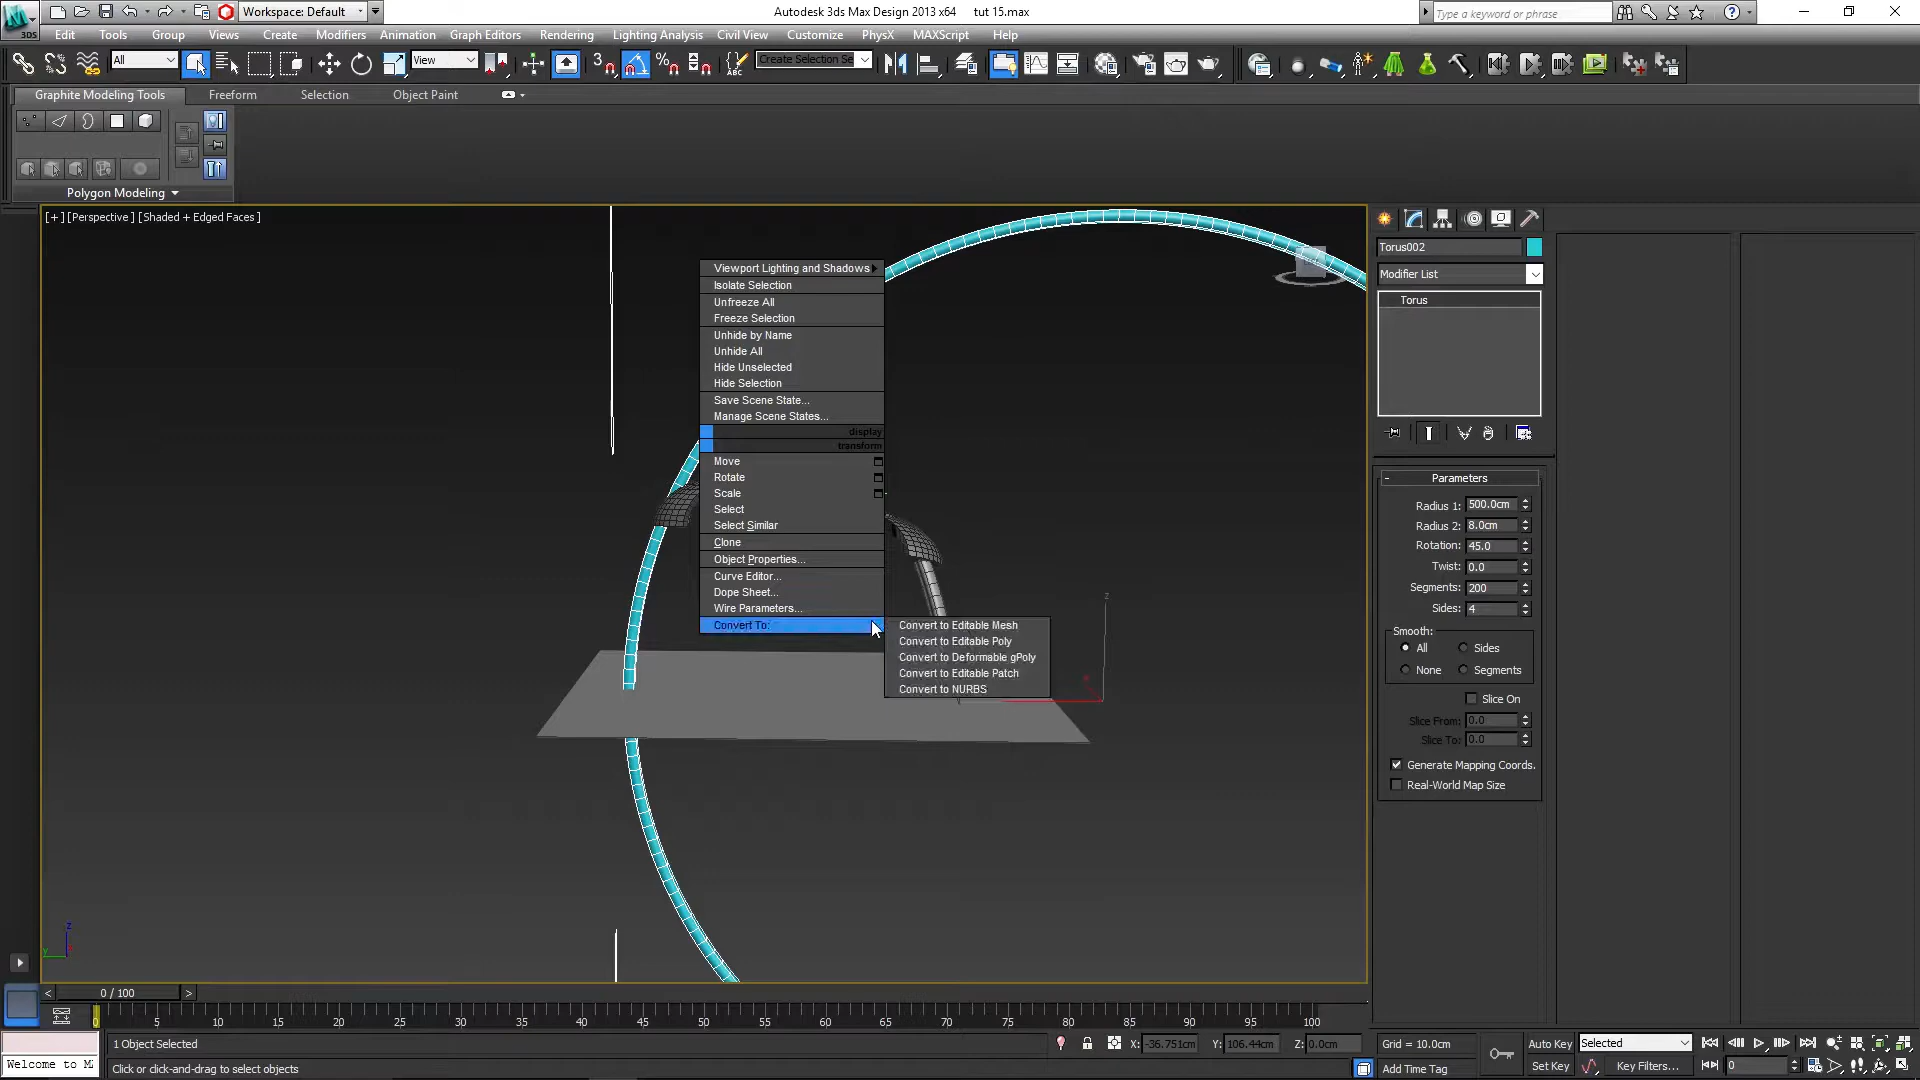 Workspace: Default
Autodesk 3ds Max Design 2013 x64    tut 15.max
Type a keyword or phrase
3DS
Edit
Tools
Group
Views
Create
Modifiers
Animation
Graph Editors
Rendering
Lighting Analysis
Civil View
Customize
PhysX
MAXScript
Help
All
View
3
Create Selection Se
Graphite Modeling Tools
Freeform
Selection
Object Paint
Polygon Modeling
[+] [Perspective] [Shaded + Edged Faces]
Viewport Lighting and Shadows
Isolate Selection
Unfreeze All
Freeze Selection
Unhide by Name
Unhide All
Hide Unselected
Hide Selection
Save Scene State...
Manage Scene States...
display
transform
Move
Rotate
Scale
Select
Select Similar
Clone
Object Properties...
Curve Editor...
Dope Sheet...
Wire Parameters...
Convert To:
Convert to Editable Mesh
Convert to Editable Poly
Convert to Deformable gPoly
Convert to Editable Patch
Convert to NURBS
z
z
y
Torus002
Modifier List
Torus
- Parameters
Radius 1: 500.0cm
Radius 2: 8.0cm
Rotation: 45.0
Twist: 0.0
Segments: 200
Sides: 4
Smooth:
All
Sides
None
Segments
Slice On
Slice From: 0.0
Slice To: 0.0
Generate Mapping Coords.
Real-World Map Size
< 0 / 100 >
0 5 10 15 20 25 30 35 40 45 50 55 60 65 70 75 80 85 90 95 100
1 Object Selected
X: -36.751cm
Y: 106.44cm
Z: 0.0cm
Grid = 10.0cm
Auto Key
Selected
Welcome to M
Click or click-and-drag to select objects
Add Time Tag
Set Key
Key Filters...
0